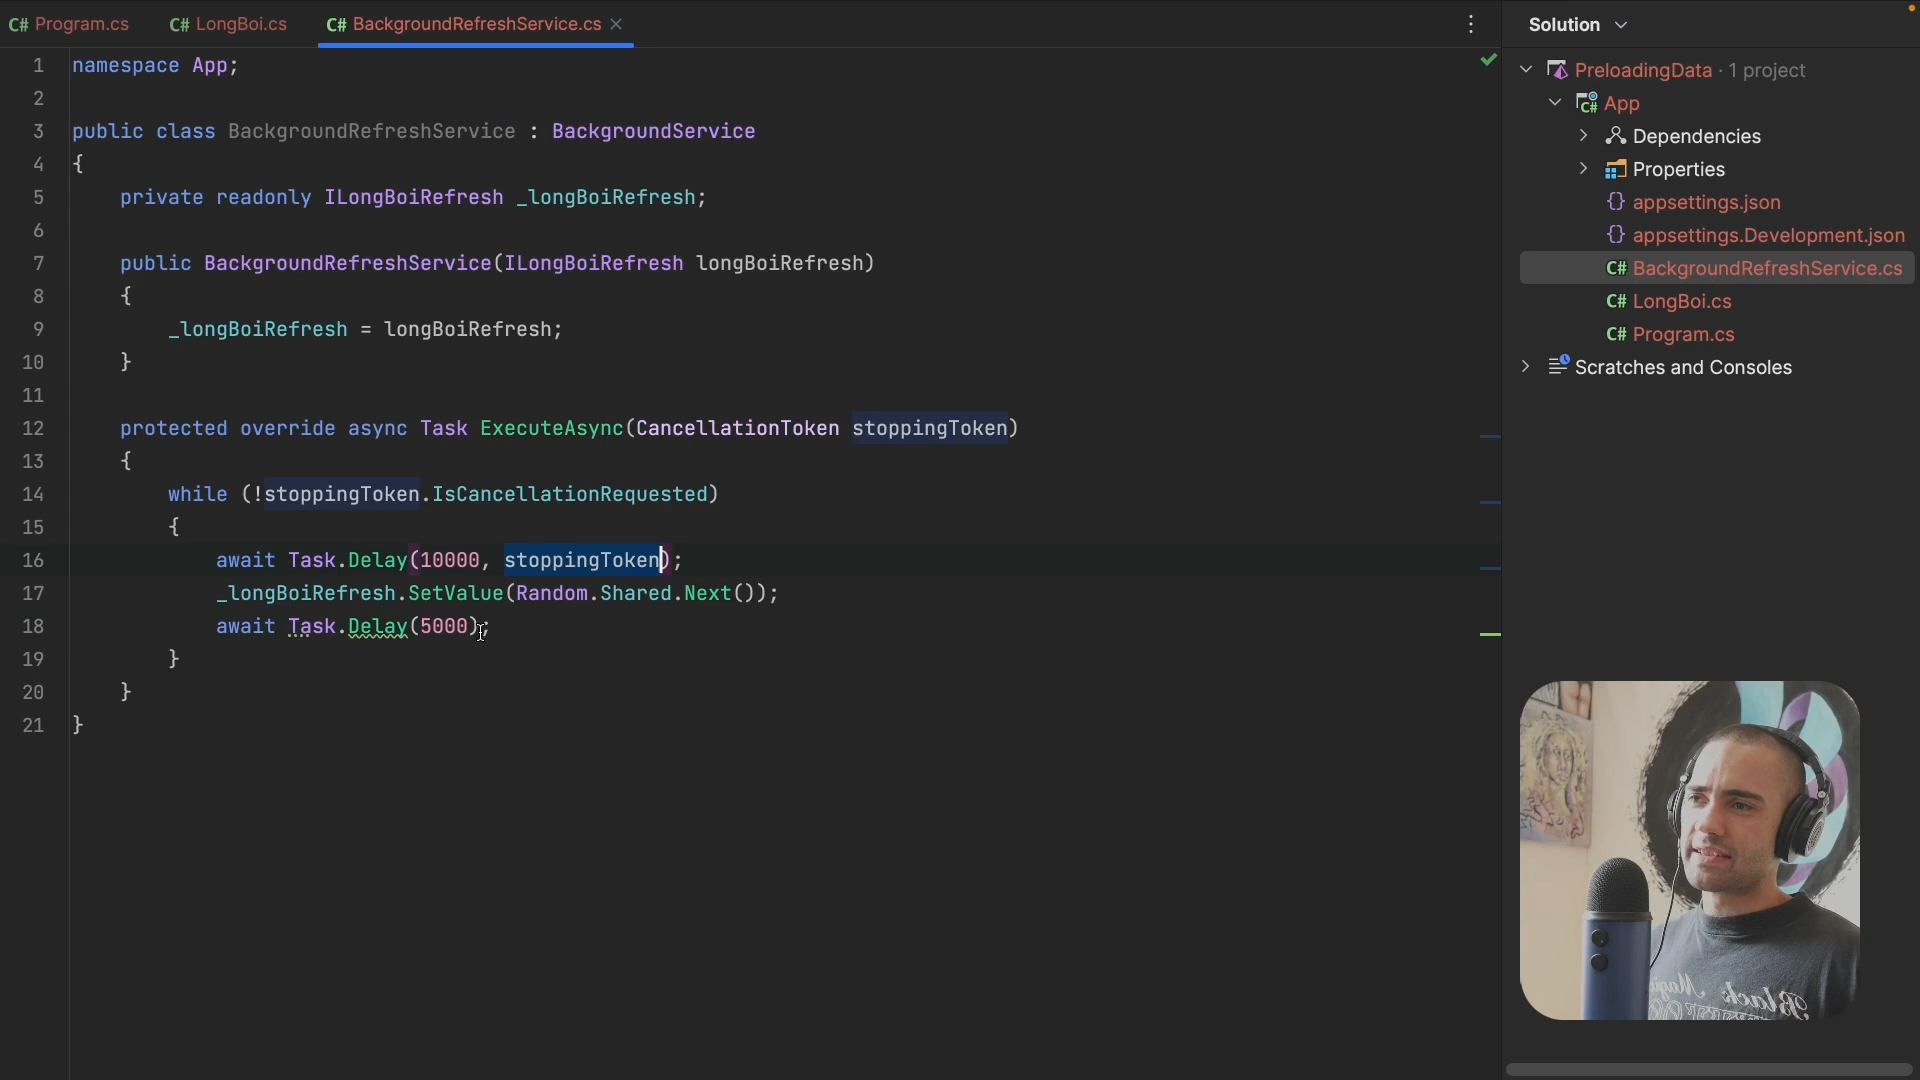 C# Program.cs
C# LongBoi.cs
C# BackgroundRefreshService.cs
Solution
1 namespace App;
2
3 public class BackgroundRefreshService : BackgroundService
4 {
5 private readonly ILongBoiRefresh _longBoiRefresh;
6
7 public BackgroundRefreshService(ILongBoiRefresh longBoiRefresh)
8 {
9 _longBoiRefresh = longBoiRefresh;
10 }
11
12 protected override async Task ExecuteAsync(CancellationToken stoppingToken)
13 {
14 while (!stoppingToken.IsCancellationRequested)
15 {
16 await Task.Delay(10000, stoppingToken);
17 _longBoiRefresh.SetValue(Random.Shared.Next());
18 await Task.Delay(5000);
19 }
20 }
21 }
PreloadingData · 1 project
C# App
Dependencies
Properties
{} appsettings.json
{} appsettings.Development.json
C# BackgroundRefreshService.cs
C# LongBoi.cs
C# Program.cs
Scratches and Consoles
Black Magic